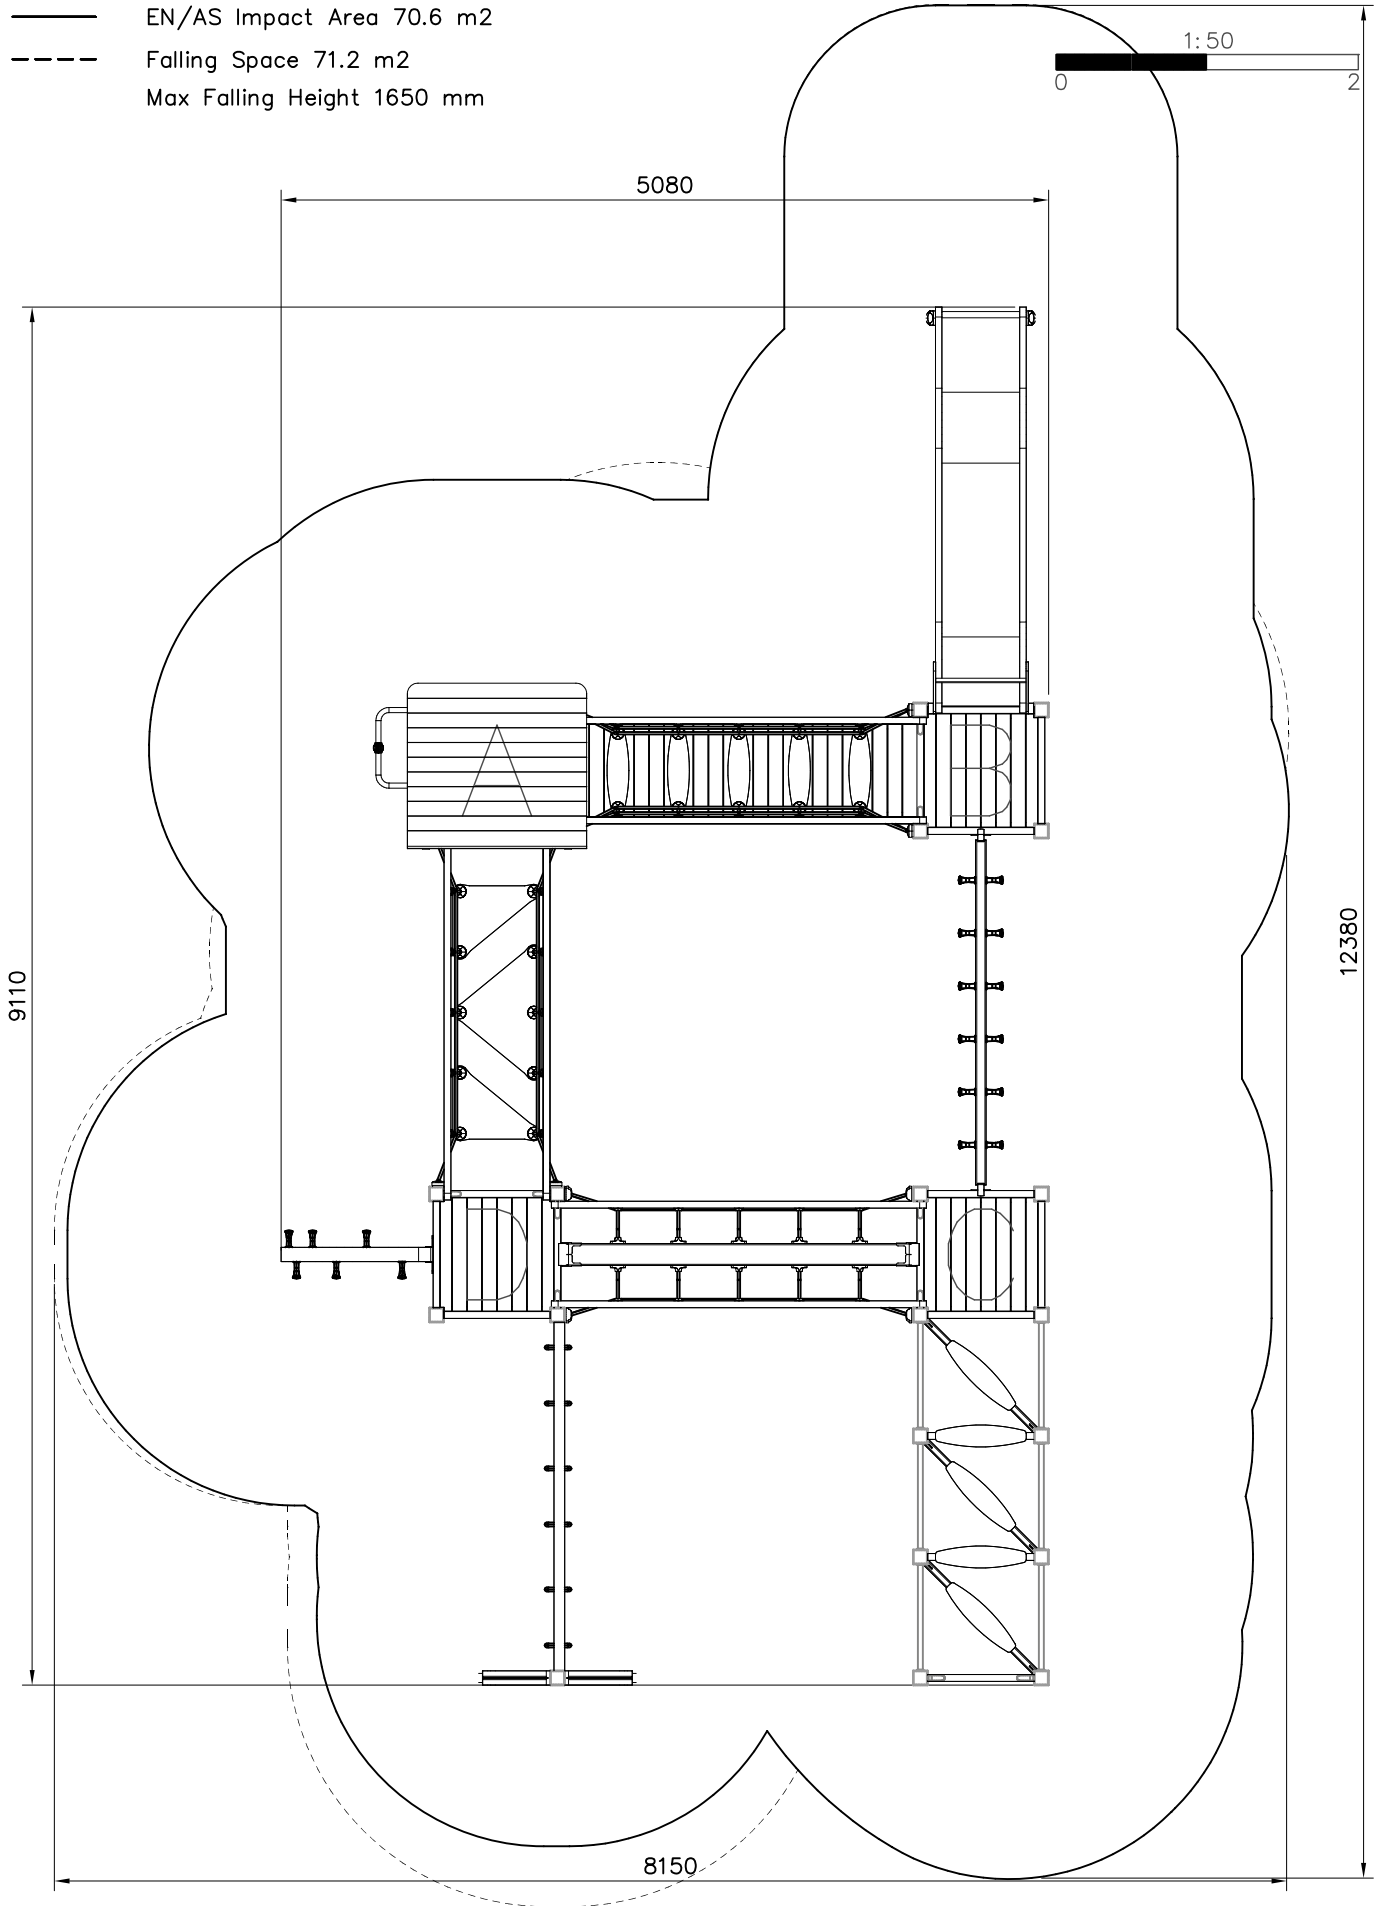 EN/AS Impact Area 70.6 m2
Falling Space 71.2 m2
Max Falling Height 1650 mm
1:50
0 2
5080
9110
12380
A B
C D
8150